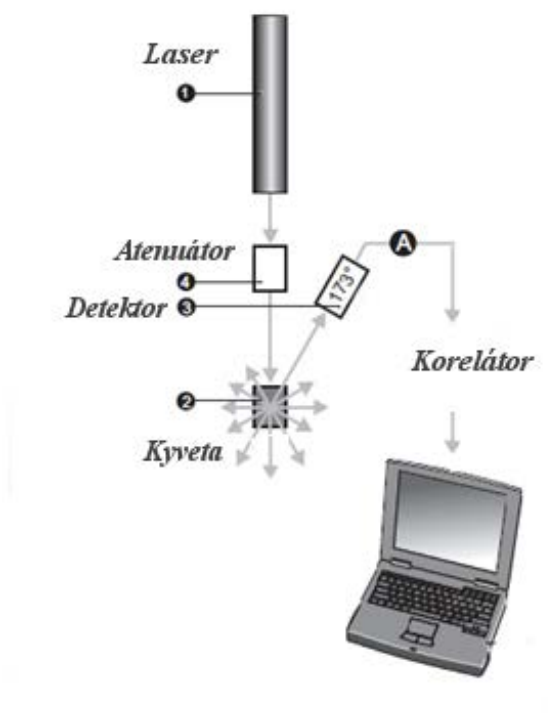 Laser
1
Atenuátor
4
A
173°
Detektor 3
Korelátor
2
Kyveta